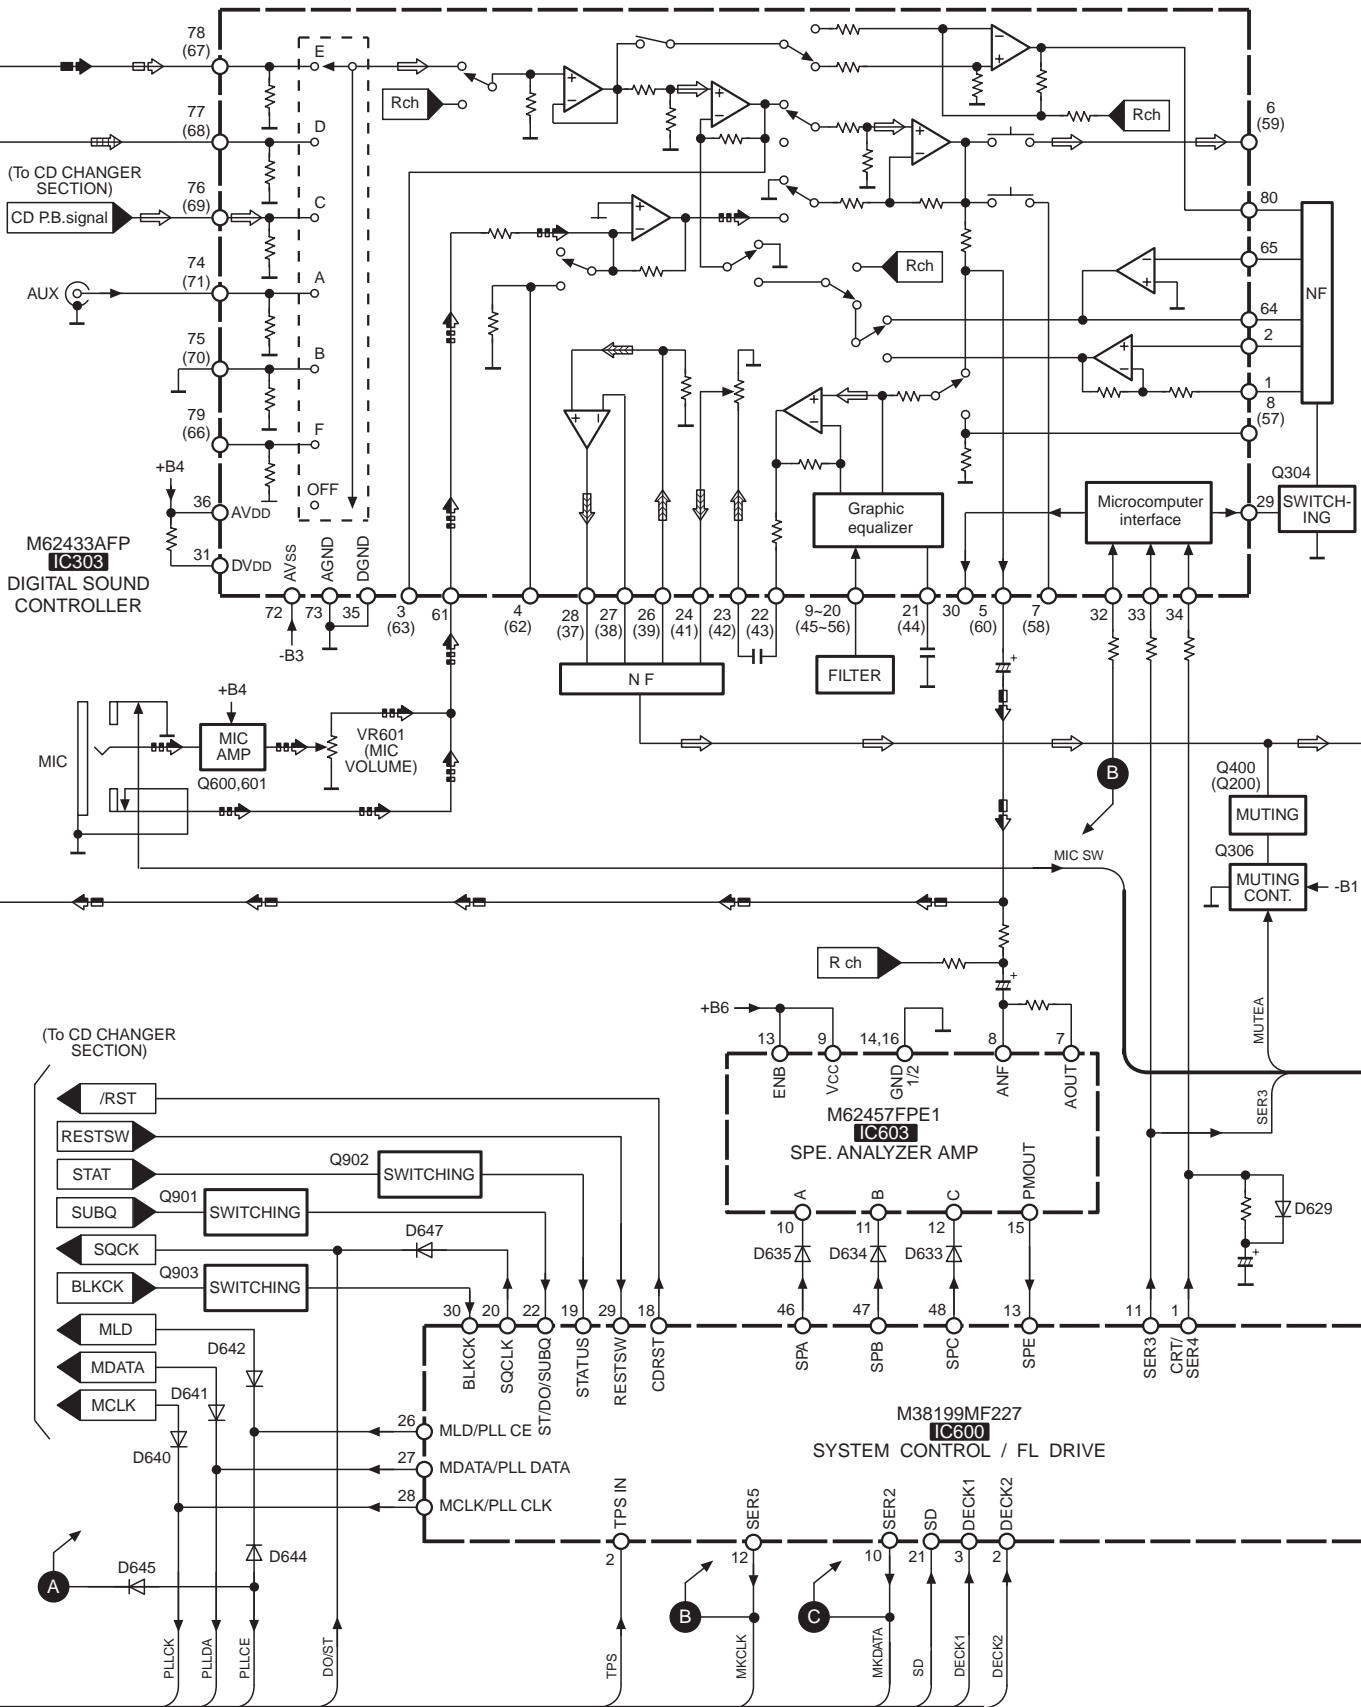 78
(67)
E
77
(68)
D
Rch
Rch
6
(59)
(To CD CHANGER
SECTION)
76
(69)
C
CD P.B.signal
80
74
(71)
A
AUX
Rch
65
NF
64
75
(70)
B
2
1
79
(66)
F
8
(57)
+B4
OFF
36
AVDD
31
DVDD
Q304
29
SWITCH-
ING
Microcomputer
interface
Graphic
equalizer
M62433AFP
IC303
DIGITAL SOUND
CONTROLLER
AVSS
AGND
DGND
72
73
35
3
(63)
61
4
(62)
28
(37)
27
(38)
26
(39)
24
(41)
23
(42)
22
(43)
9~20
(45~56)
21
(44)
30
5
(60)
7
(58)
32
33
34
-B3
N F
FILTER
+
+B4
MIC
MIC
AMP
Q600,601
VR601
(MIC
VOLUME)
B
Q400
(Q200)
MUTING
Q306
MUTING
CONT.
-B1
MIC SW
R ch
+
+B6
MUTEA
SER3
(To CD CHANGER
SECTION)
13
9
14,16
8
7
ENB
VCC
GND
1/2
ANF
AOUT
M62457FPE1
IC603
SPE. ANALYZER AMP
A
B
C
PMOUT
10
11
12
15
/RST
RESTSW
STAT
Q902
SWITCHING
SUBQ
Q901
SWITCHING
SQCK
D647
BLKCK
Q903
SWITCHING
MLD
MDATA
MCLK
D642
D641
D640
D635
D634
D633
D629
+
30
20
22
19
29
18
46
47
48
13
11
1
BLKCK
SQCLK
ST/DO/SUBQ
STATUS
RESTSW
CDRST
SPA
SPB
SPC
SPE
SER3
CRT/
SER4
M38199MF227
IC600
SYSTEM CONTROL / FL DRIVE
26
MLD/PLL CE
27
MDATA/PLL DATA
28
MCLK/PLL CLK
TPS IN
SER5
SER2
SD
DECK1
DECK2
2
12
10
21
3
2
A
D645
D644
B
C
PLLCK
PLLDA
PLLCE
DO/ST
TPS
MKCLK
MKDATA
SD
DECK1
DECK2